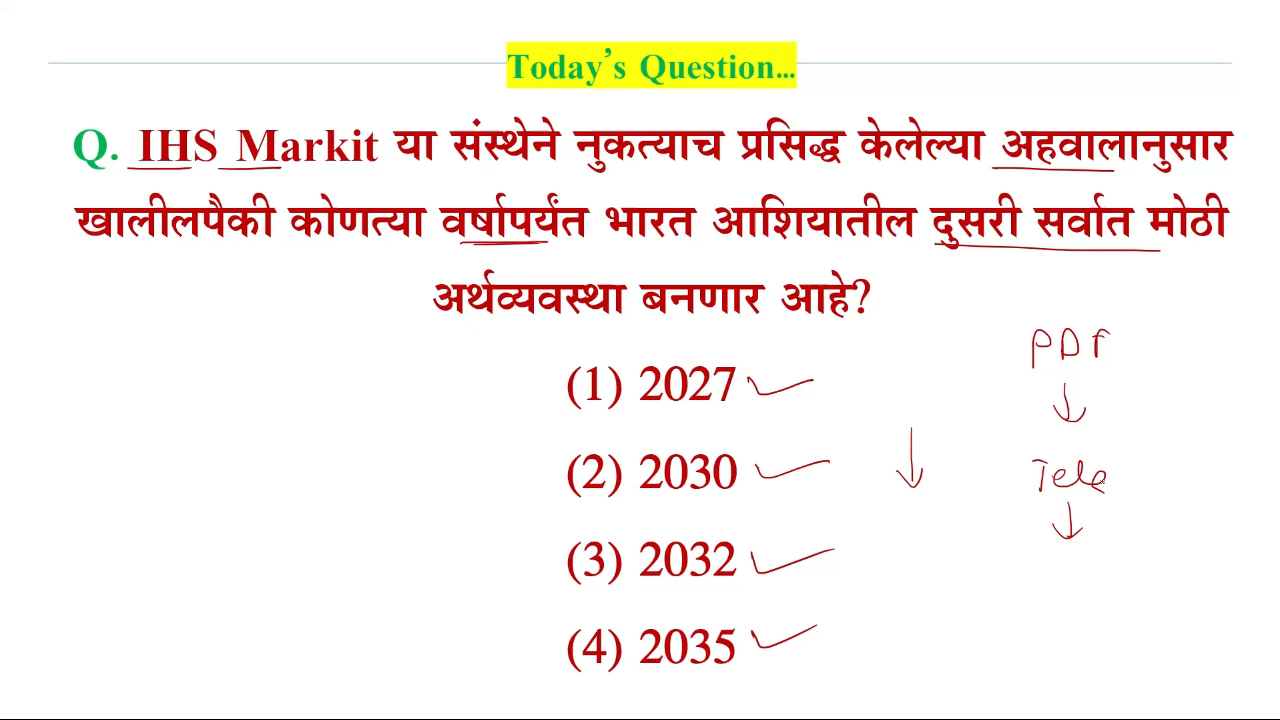 Today's Question...
Q. IHS Markit या संस्थेने नुकत्याच प्रसिद्ध केलेल्या अहवालानुसार
खालीलपैकी कोणत्या वर्षापर्यंत भारत आशियातील दुसरी सर्वात मोठी
अर्थव्यवस्था बनणार आहे?
PDF
(1) 2027
(2) 2030
Tele
(3) 2032
(4) 2035